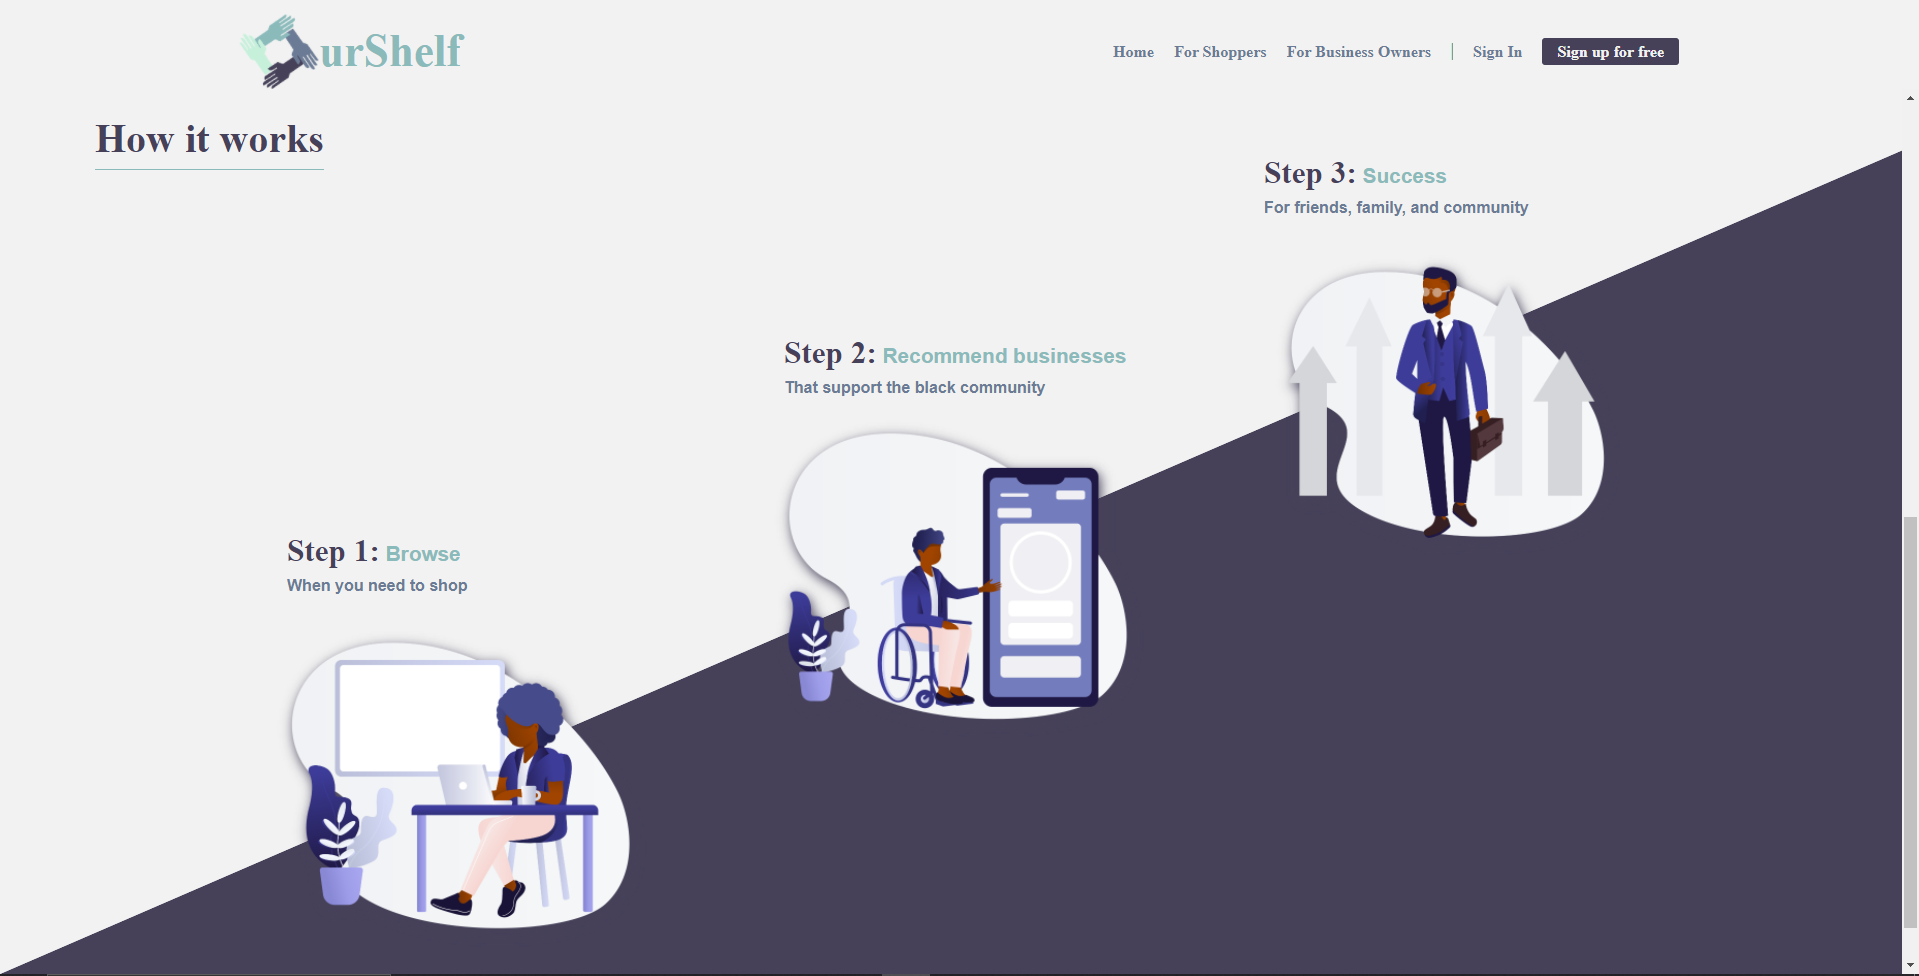 urShelf
Home For Shoppers For Business Owners | Sign In Sign up for free
How it works
Step 3: Success
For friends, family, and community
Step 2: Recommend businesses
That support the black community
Step 1: Browse
When you need to shop